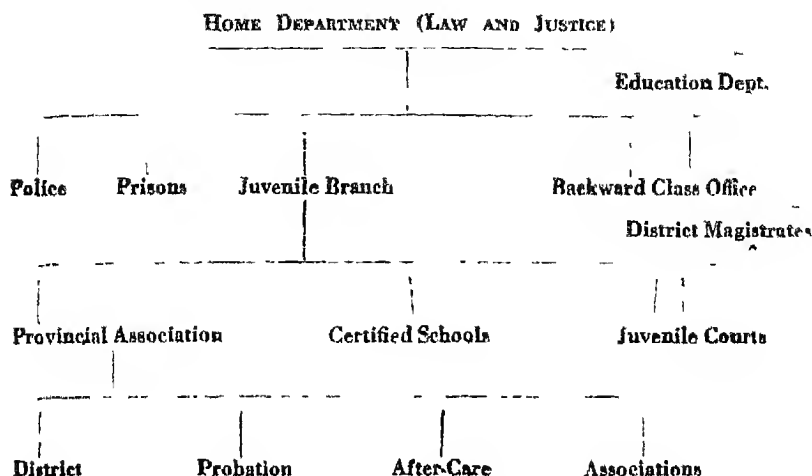 HOME DEPARTMENT (LAW AND JUSTICE)
Education Dept.
Police Prisons Juvenile Branch Backward Class Office
District Magistrates
Provincial Association Certified Schools Juvenile Courts
District Probation After-Care Associations